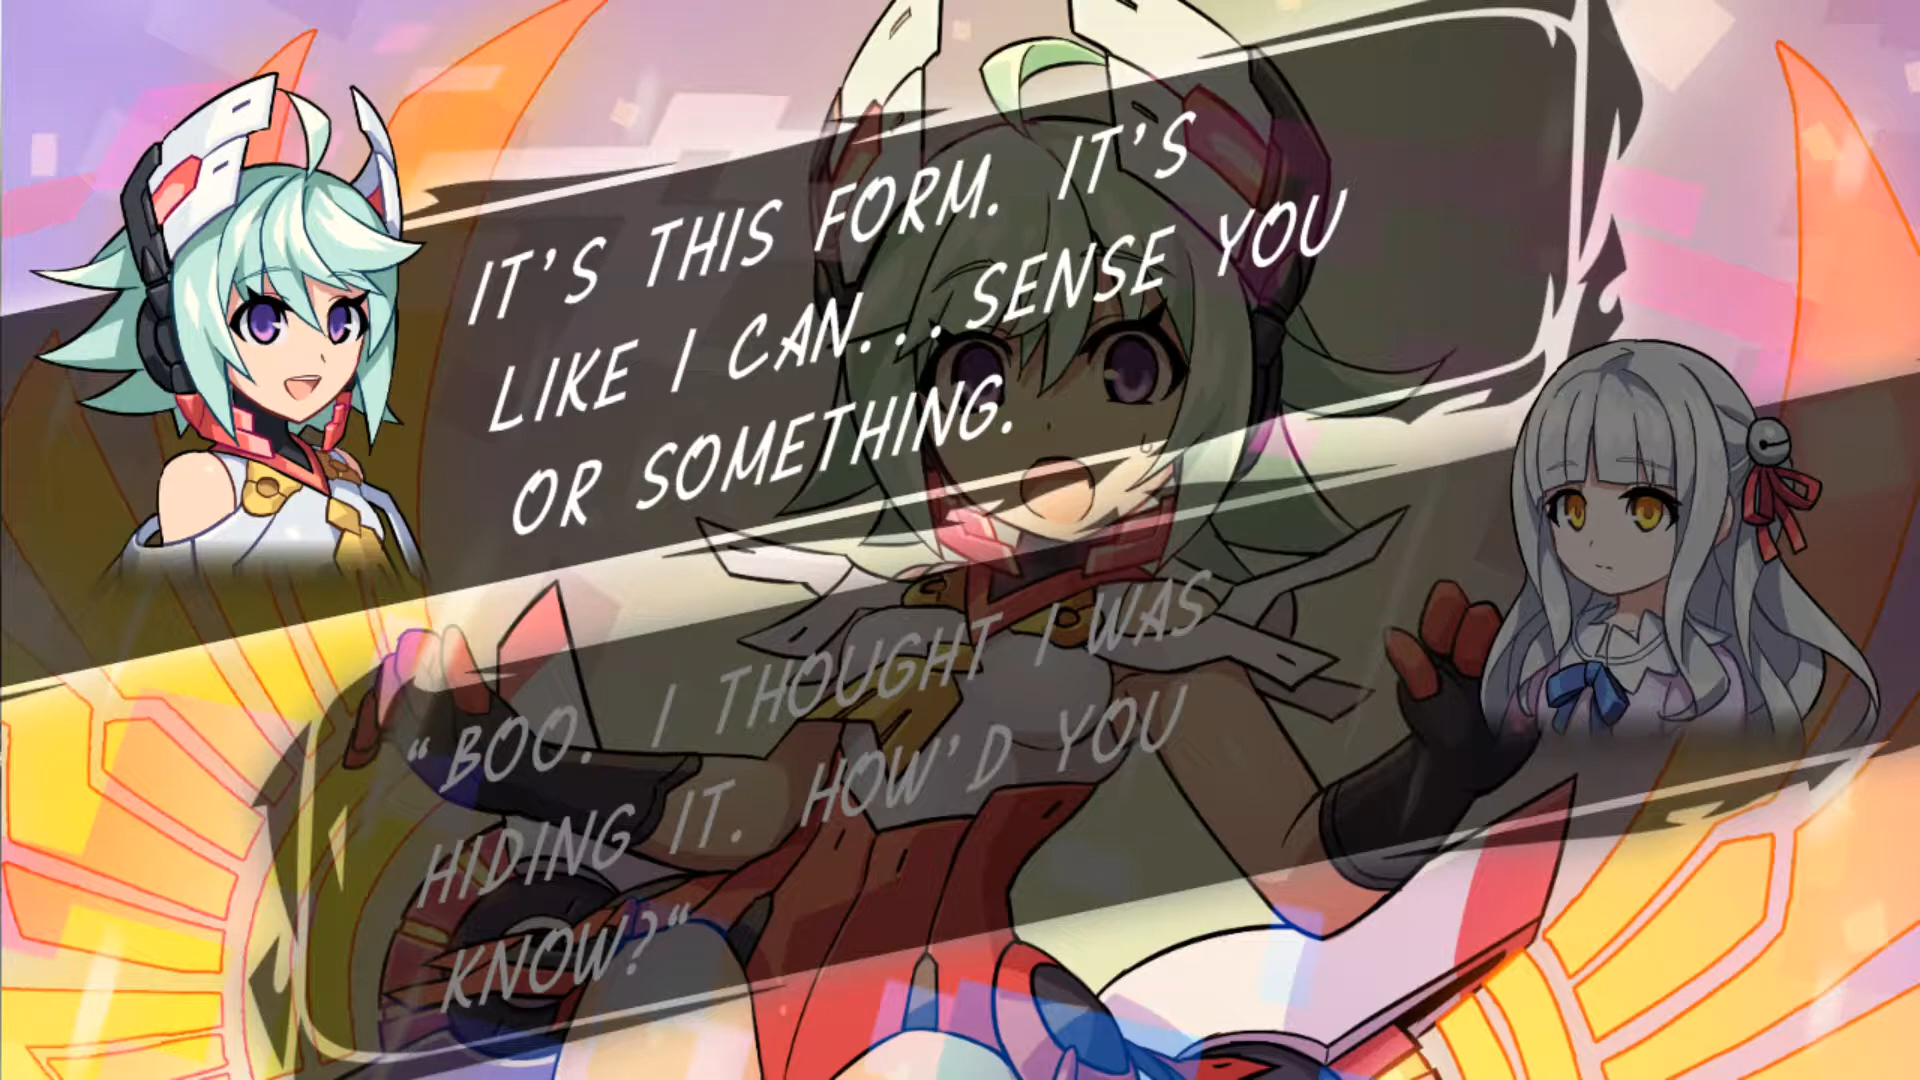 IT'S THIS FORM. IT'S
LIKE I CAN...SENSE YOU
OR SOMETHING.
"BOO. I THOUGHT I WAS
HIDING IT. HOW'D YOU
KNOW?"